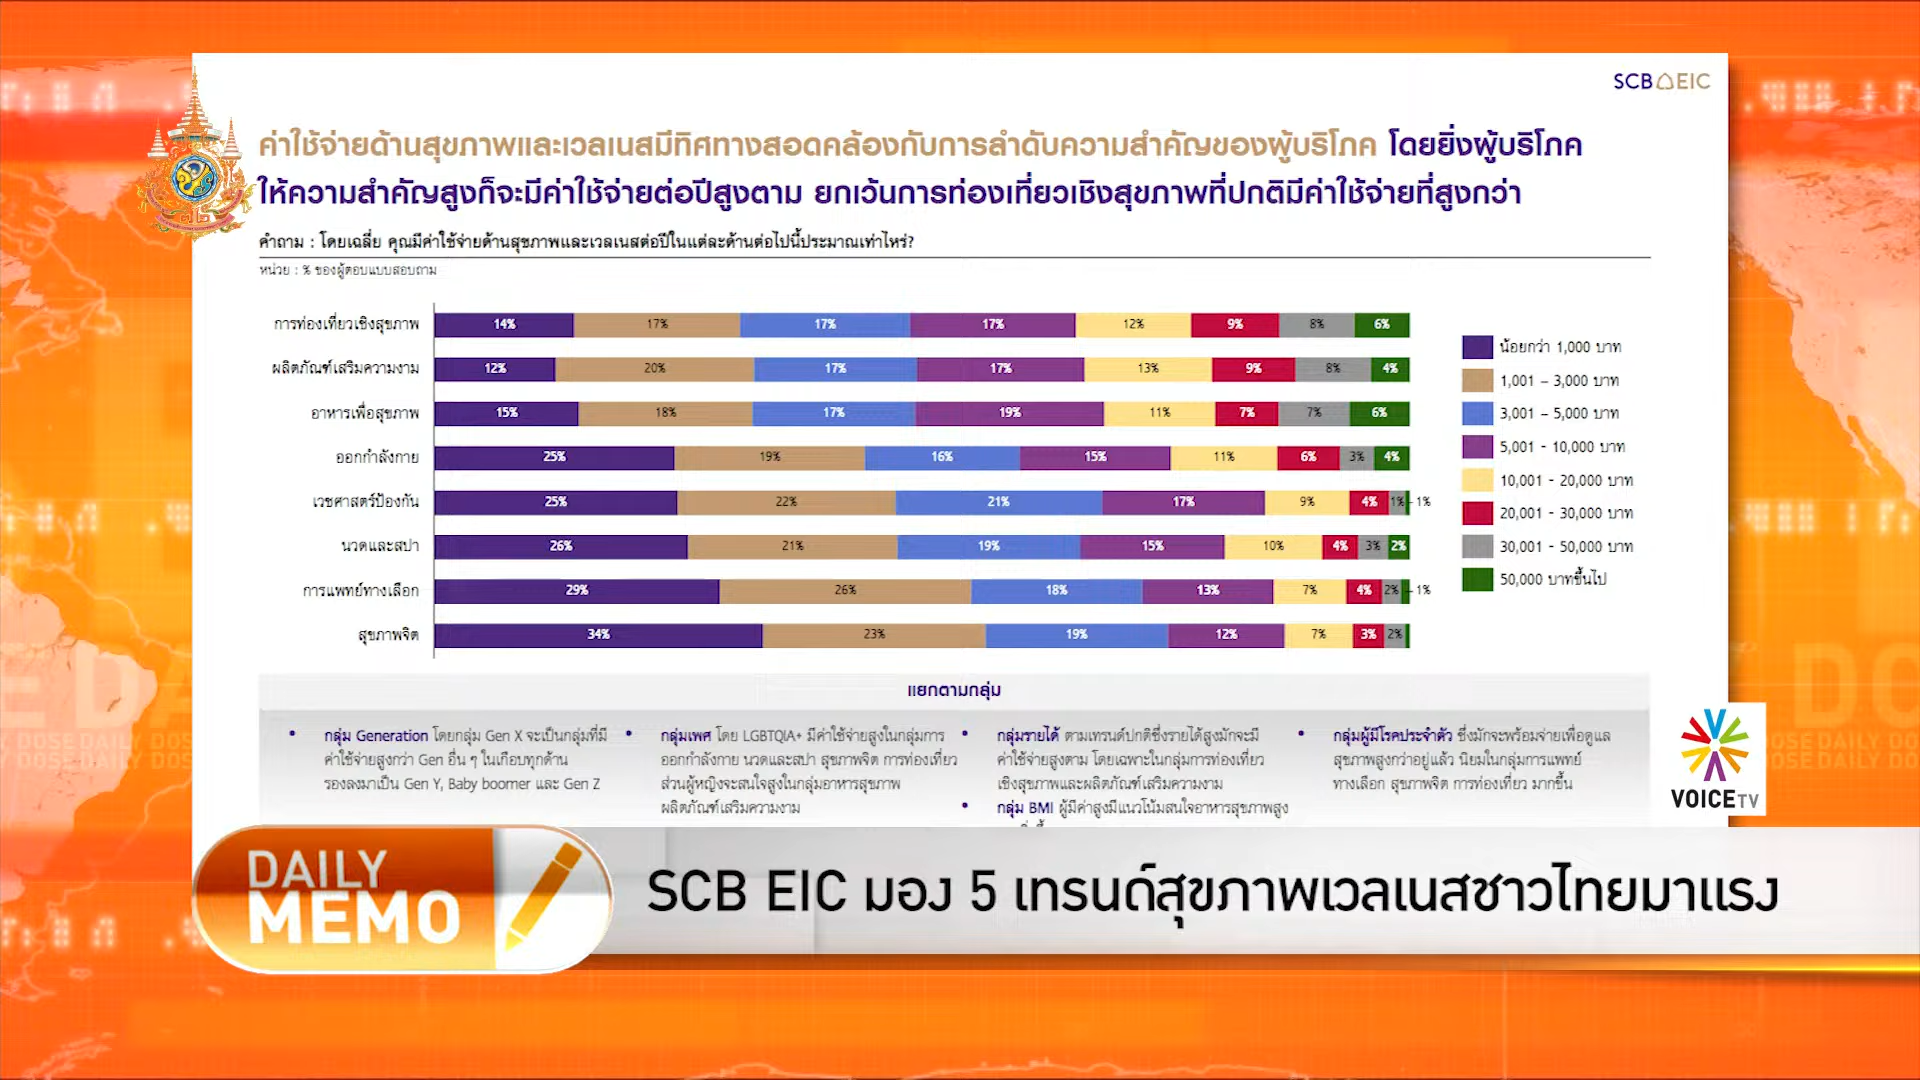 SCB EIC
ค่าใช้จ่ายด้านสุขภาพและเวลเนสมีทิศทางสอดคล้องกับการลำดับความสำคัญของผู้บริโภค โดยยิ่งผู้บริโภค
ให้ความสำคัญสูงก็จะมีค่าใช้จ่ายต่อปีสูงตาม ยกเว้นการท่องเที่ยวเชิงสุขภาพที่ปกติมีค่าใช้จ่ายที่สูงกว่า
คำถาม : โดยเฉลี่ย คุณมีค่าใช้จ่ายด้านสุขภาพและเวลเนสต่อปีในแต่ละด้านต่อไปนี้ประมาณเท่าไหร่?
หน่วย : % ของผู้ตอบแบบสอบถาม
การท่องเที่ยวเชิงสุขภาพ 14% 17% 17% 17% 12% 9% 8% 6%
ผลิตภัณฑ์เสริมความงาม 12% 20% 17% 17% 13% 9% 8% 4%
อาหารเพื่อสุขภาพ 15% 18% 17% 19% 11% 7% 7% 6%
ออกกำลังกาย 25% 19% 16% 15% 11% 6% 3% 4%
เวชศาสตร์ป้องกัน 25% 22% 21% 17% 9% 4% 1% 1%
นวดและสปา 26% 21% 19% 15% 10% 4% 3% 2%
การแพทย์ทางเลือก 29% 26% 18% 13% 7% 4% 2% 1%
สุขภาพจิต 34% 23% 19% 12% 7% 3% 2%
น้อยกว่า 1,000 บาท
1,001 – 3,000 บาท
3,001 – 5,000 บาท
5,001 - 10,000 บาท
10,001 - 20,000 บาท
20,001 - 30,000 บาท
30,001 - 50,000 บาท
50,000 บาทขึ้นไป
แยกตามกลุ่ม
• กลุ่ม Generation โดยกลุ่ม Gen X จะเป็นกลุ่มที่มี
ค่าใช้จ่ายสูงกว่า Gen อื่น ๆ ในเกือบทุกด้าน
รองลงมาเป็น Gen Y, Baby boomer และ Gen Z
• กลุ่มเพศ โดย LGBTQIA+ มีค่าใช้จ่ายสูงในกลุ่มการ
ออกกำลังกาย นวดและสปา สุขภาพจิต การท่องเที่ยว
ส่วนผู้หญิงจะสนใจสูงในกลุ่มอาหารสุขภาพ
ผลิตภัณฑ์เสริมความงาม
• กลุ่มรายได้ ตามเทรนด์ปกติซึ่งรายได้สูงมักจะมี
ค่าใช้จ่ายสูงตาม โดยเฉพาะในกลุ่มการท่องเที่ยว
เชิงสุขภาพและผลิตภัณฑ์เสริมความงาม
• กลุ่ม BMI ผู้มีค่าสูงมีแนวโน้มสนใจอาหารสุขภาพสูง
• กลุ่มผู้มีโรคประจำตัว ซึ่งมักจะพร้อมจ่ายเพื่อดูแล
สุขภาพสูงกว่าอยู่แล้ว นิยมในกลุ่มการแพทย์
ทางเลือก สุขภาพจิต การท่องเที่ยว มากขึ้น
VOICE TV
DAILY
MEMO
SCB EIC มอง 5 เทรนด์สุขภาพเวลเนสชาวไทยมาแรง